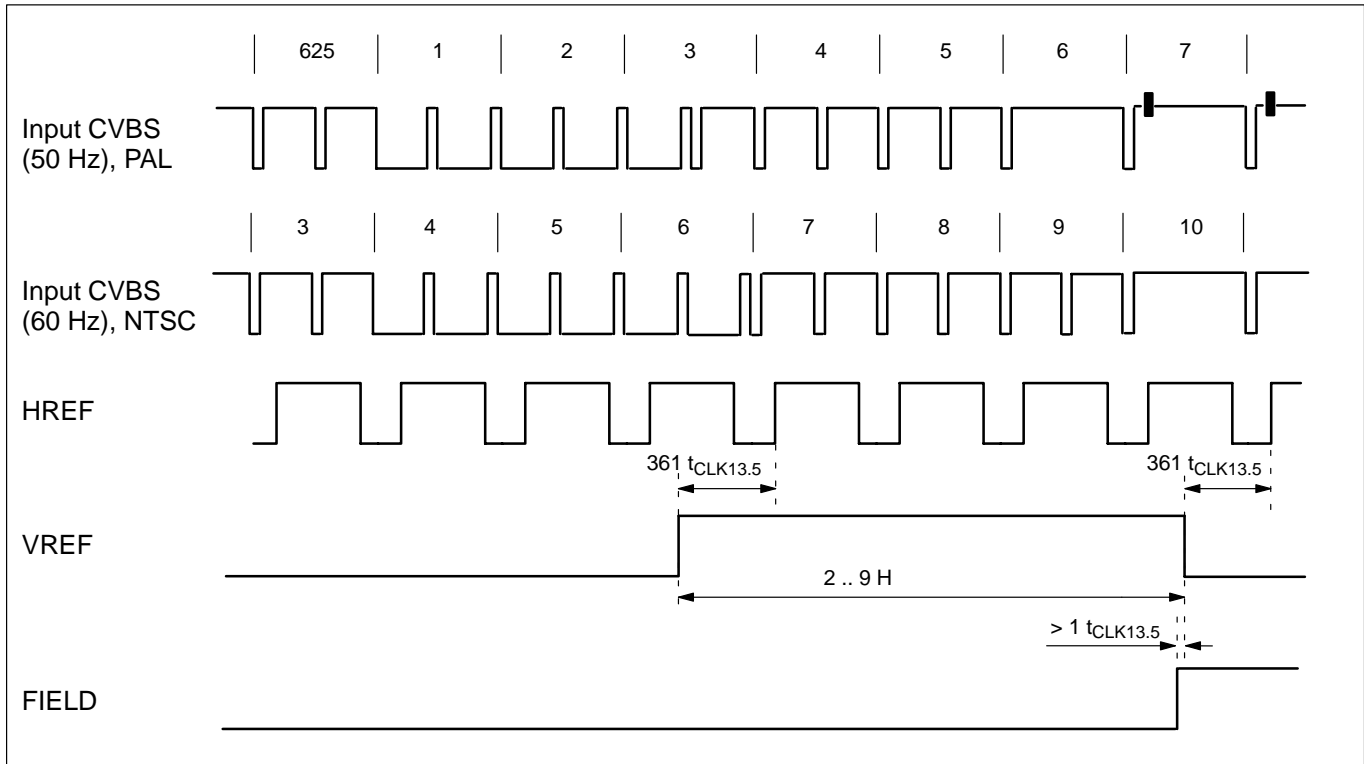 625 1 2 3 4 5 6 7
Input CVBS
(50 Hz), PAL
3 4 5 6 7 8 9 10
Input CVBS
(60 Hz), NTSC
HREF
361 tCLK13.5 361 tCLK13.5
VREF
2 .. 9 H
> 1 tCLK13.5
FIELD